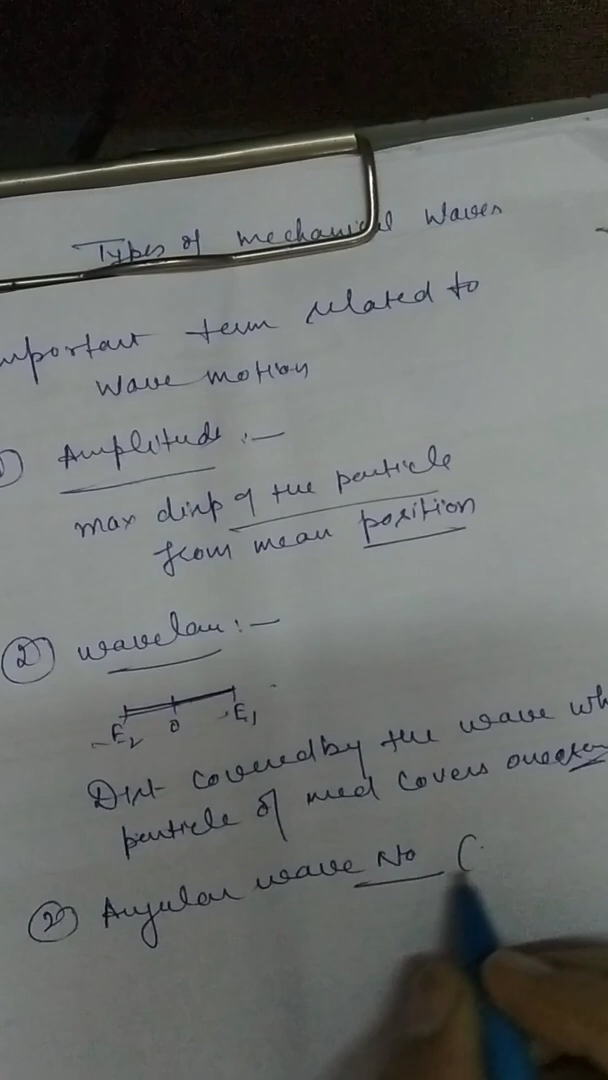 Types of mechanical waves
mportant term related to
wave motion
① Amplitude :-
max disp of the particle
from mean position
② wavelen :-
E₂ 0 E₁
Dist covered by the wave wh
particle of med covers one
② Angular wave No (